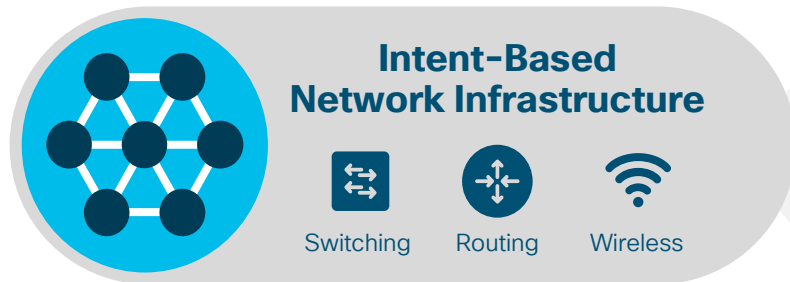 Intent-Based
Network Infrastructure
Switching Routing Wireless